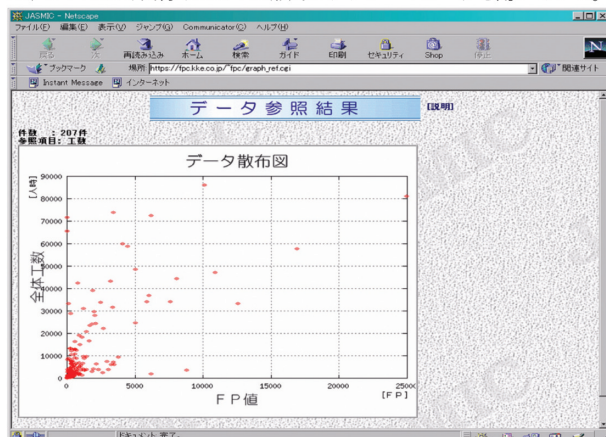 JASMIC - Netscape
ファイル(F) 編集(E) 表示(V) ジャンプ(G) Communicator(C) ヘルプ(H)
戻る 次 再読み込み ホーム 検索 ガイド 印刷 セキュリティ Shop 停止
ブックマーク 場所: https://fpc.kke.co.jp/~fpc/graph_ref.cgi 関連サイト
Instant Message インターネット
データ参照結果 [説明]
件数 : 207件
参照項目: 工数
データ散布図
[人時]
90000
80000
70000
60000
50000
40000
30000
20000
10000
0
全体工数
0 5000 10000 15000 20000 25000
FP値 [FP]
ドキュメント: 完了。